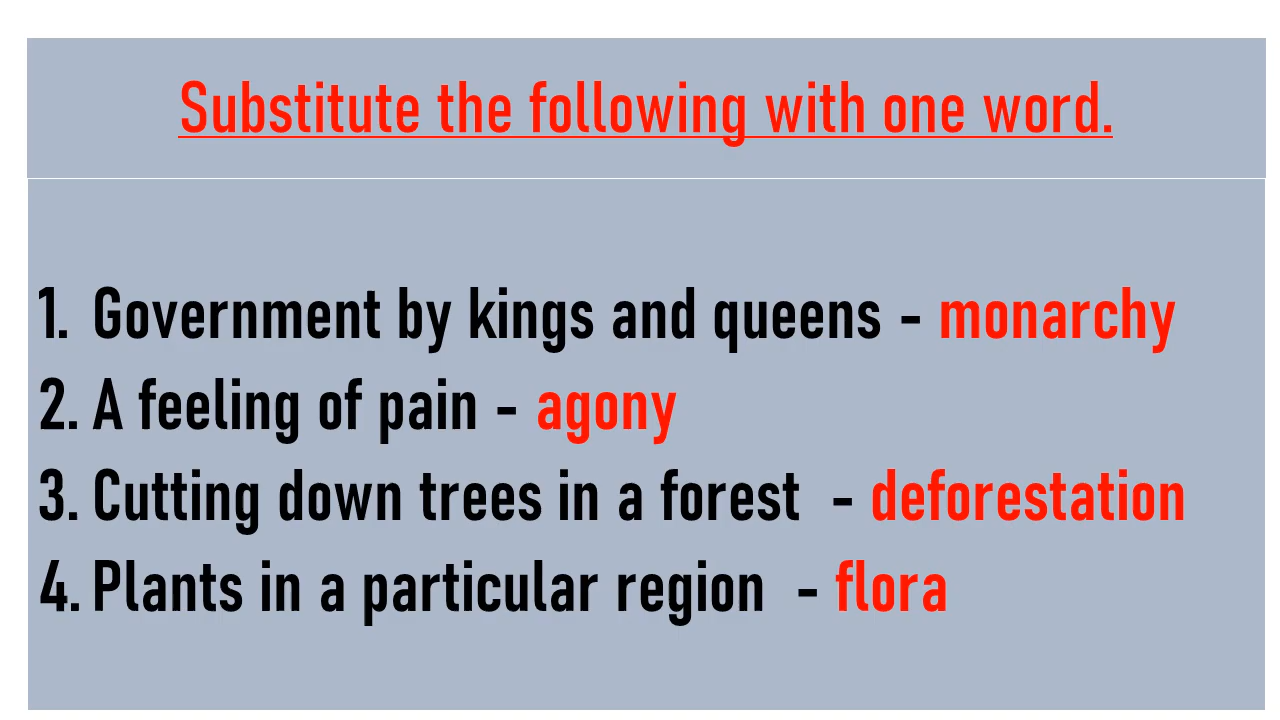 Substitute the following with one word.
1. Government by kings and queens - monarchy
2. A feeling of pain - agony
3. Cutting down trees in a forest - deforestation
4. Plants in a particular region - flora